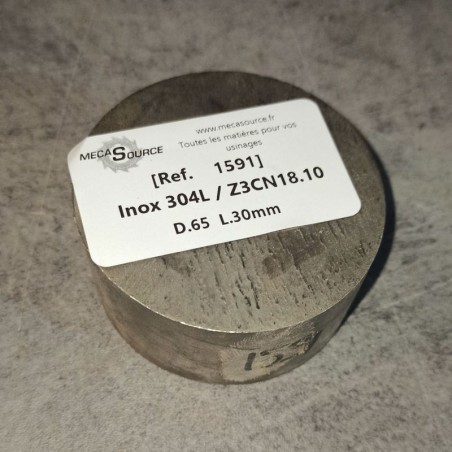 MECASOURCE
www.mecasource.fr
Toutes les matières pour vos
usinages
[Ref. 1591]
Inox 304L / Z3CN18.10
D.65 L.30mm